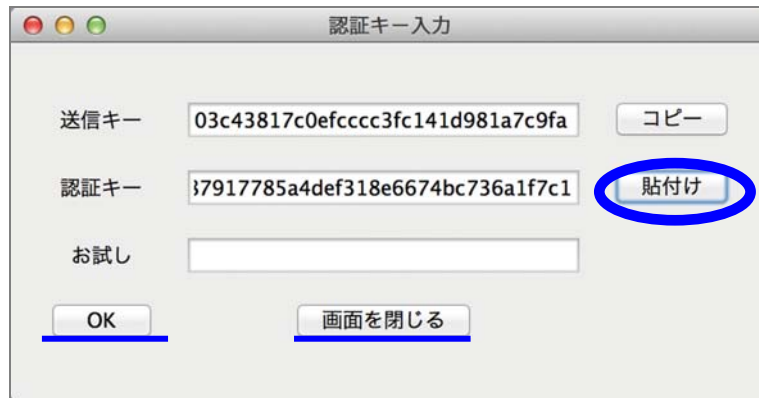 認証キー入力
送信キー 03c43817c0efcccc3fc141d981a7c9fa コピー
認証キー 37917785a4def318e6674bc736a1f7c1 貼付け
お試し
OK 画面を閉じる